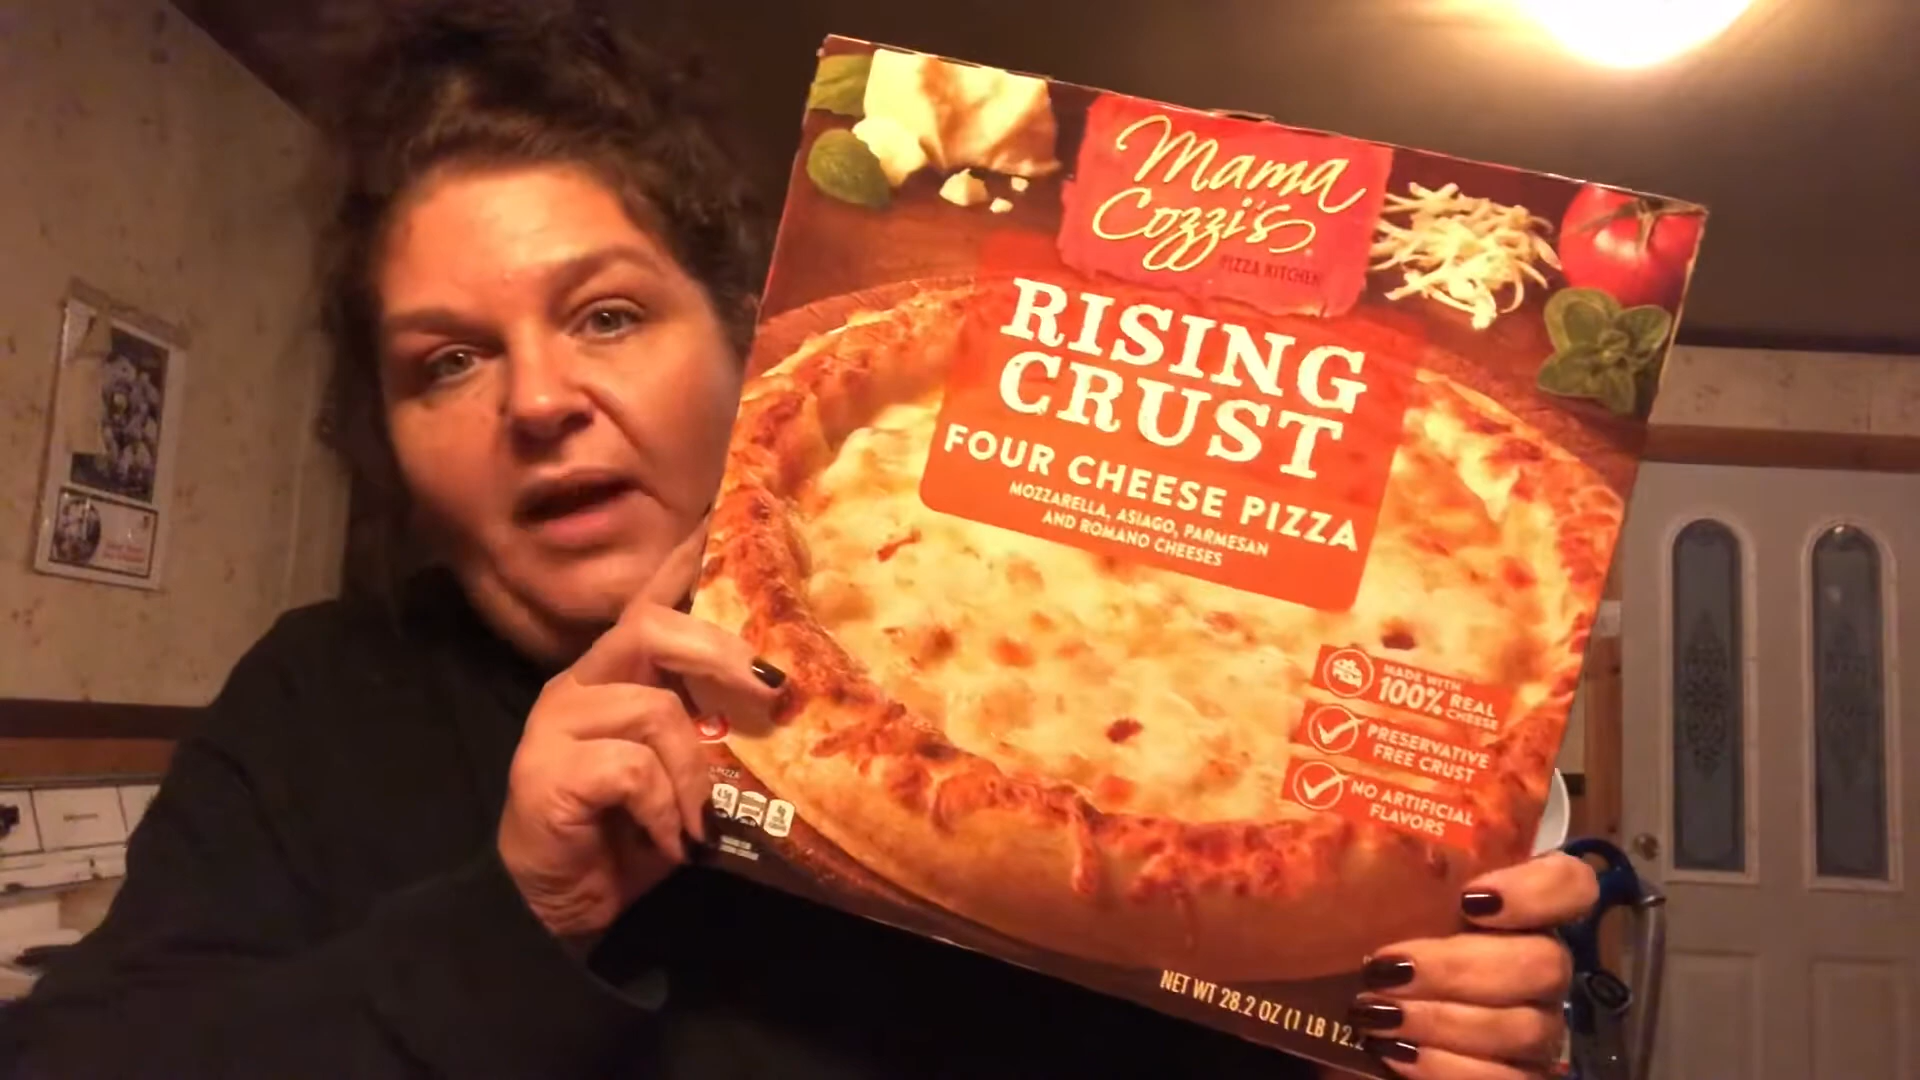 Mama
Cozzi's
PIZZA KITCHEN
RISING
CRUST
FOUR CHEESE PIZZA
MOZZARELLA, ASIAGO, PARMESAN
AND ROMANO CHEESES
MADE WITH
100% REAL
CHEESE
PRESERVATIVE
FREE CRUST
NO ARTIFICIAL
FLAVORS
PIZZA
NET WT 28.2 OZ (1 LB 12.2